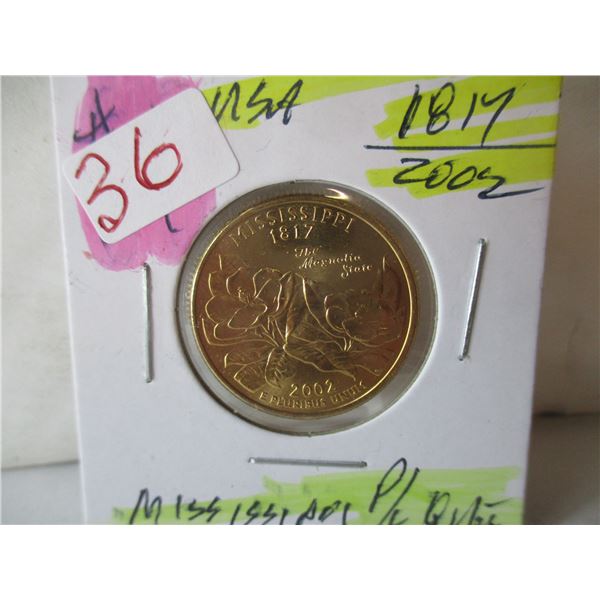 # USA 1817
36 2002
MISSISSIPPI
1817
The
Magnolia
State
2002
E PLURIBUS UNUM
MISSISSIPPI P/L